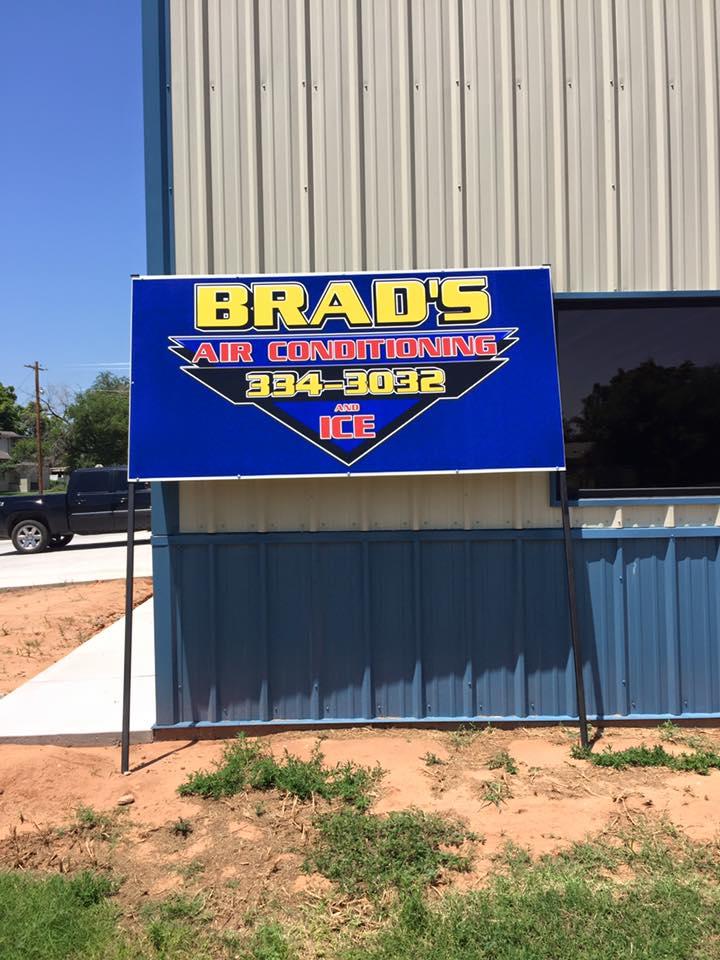 BRAD'S
AIR CONDITIONING
334-3032
AND
ICE